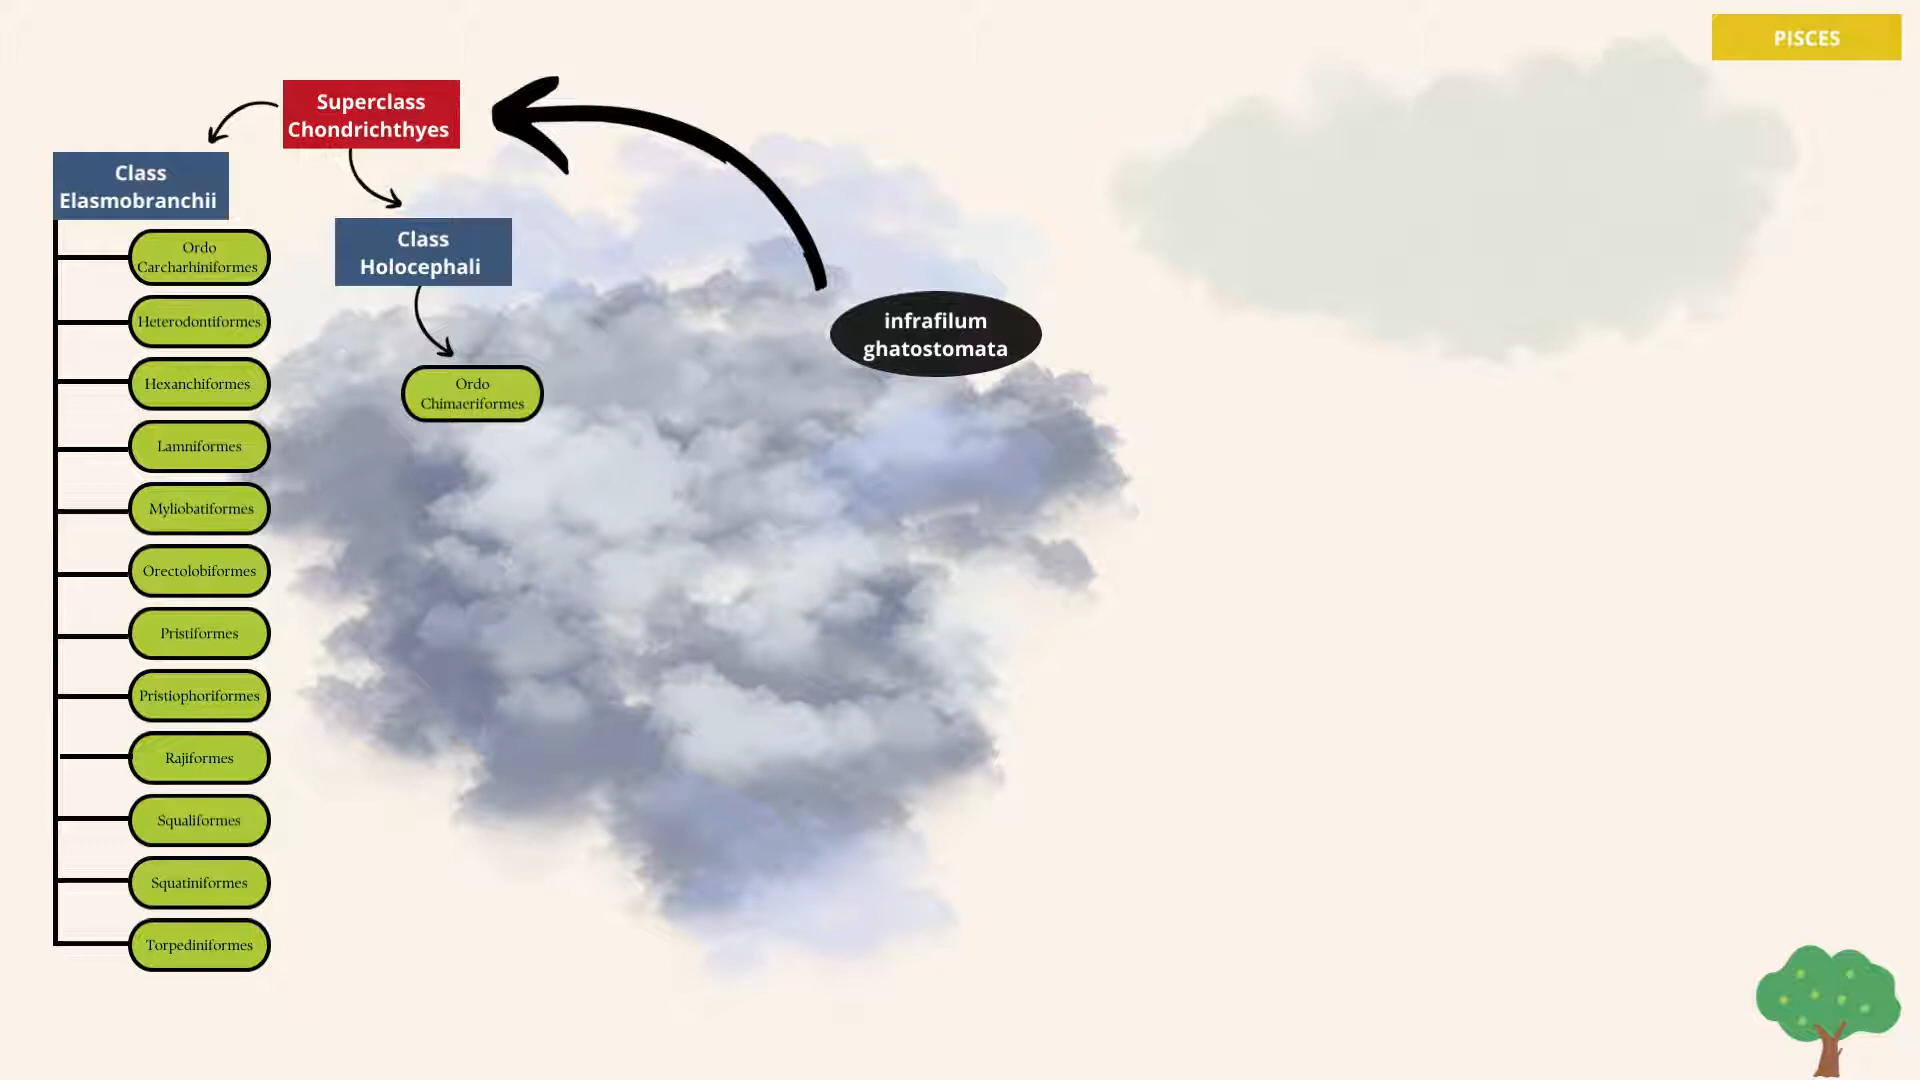 PISCES
Superclass
Chondrichthyes
Class
Elasmobranchii
Class
Holocephali
Ordo
Carcharhiniformes
Heterodontiformes
Hexanchiformes
Lamniformes
Myliobatiformes
Orectolobiformes
Pristiformes
Pristiophoriformes
Rajiformes
Squaliformes
Squatiniformes
Torpediniformes
Ordo
Chimaeriformes
infrafilum
ghatostomata